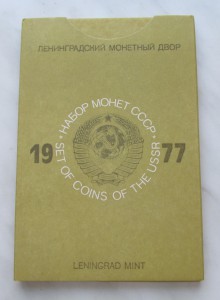 ЛЕНИНГРАДСКИЙ МОНЕТНЫЙ ДВОР
• НАБОР МОНЕТ СССР •
SET OF COINS OF THE USSR
19 77
LENINGRAD MINT